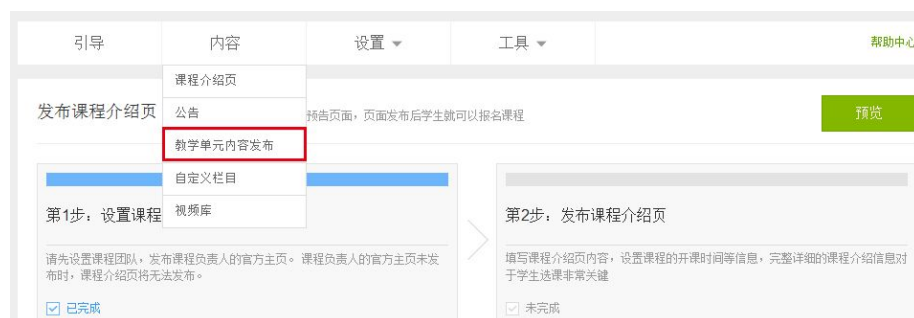 引导 内容 设置 工具 帮助中心
课程介绍页
发布课程介绍页 公告 预告页面，页面发布后学生就可以报名课程 预览
教学单元内容发布
自定义栏目
视频库
第1步：设置课程
第2步：发布课程介绍页
请先设置课程团队，发布课程负责人的官方主页。课程负责人的官方主页未发
布时，课程介绍页将无法发布。
填写课程介绍页内容，设置课程的开课时间等信息，完整详细的课程介绍信息对
于学生选课非常关键
已完成
未完成